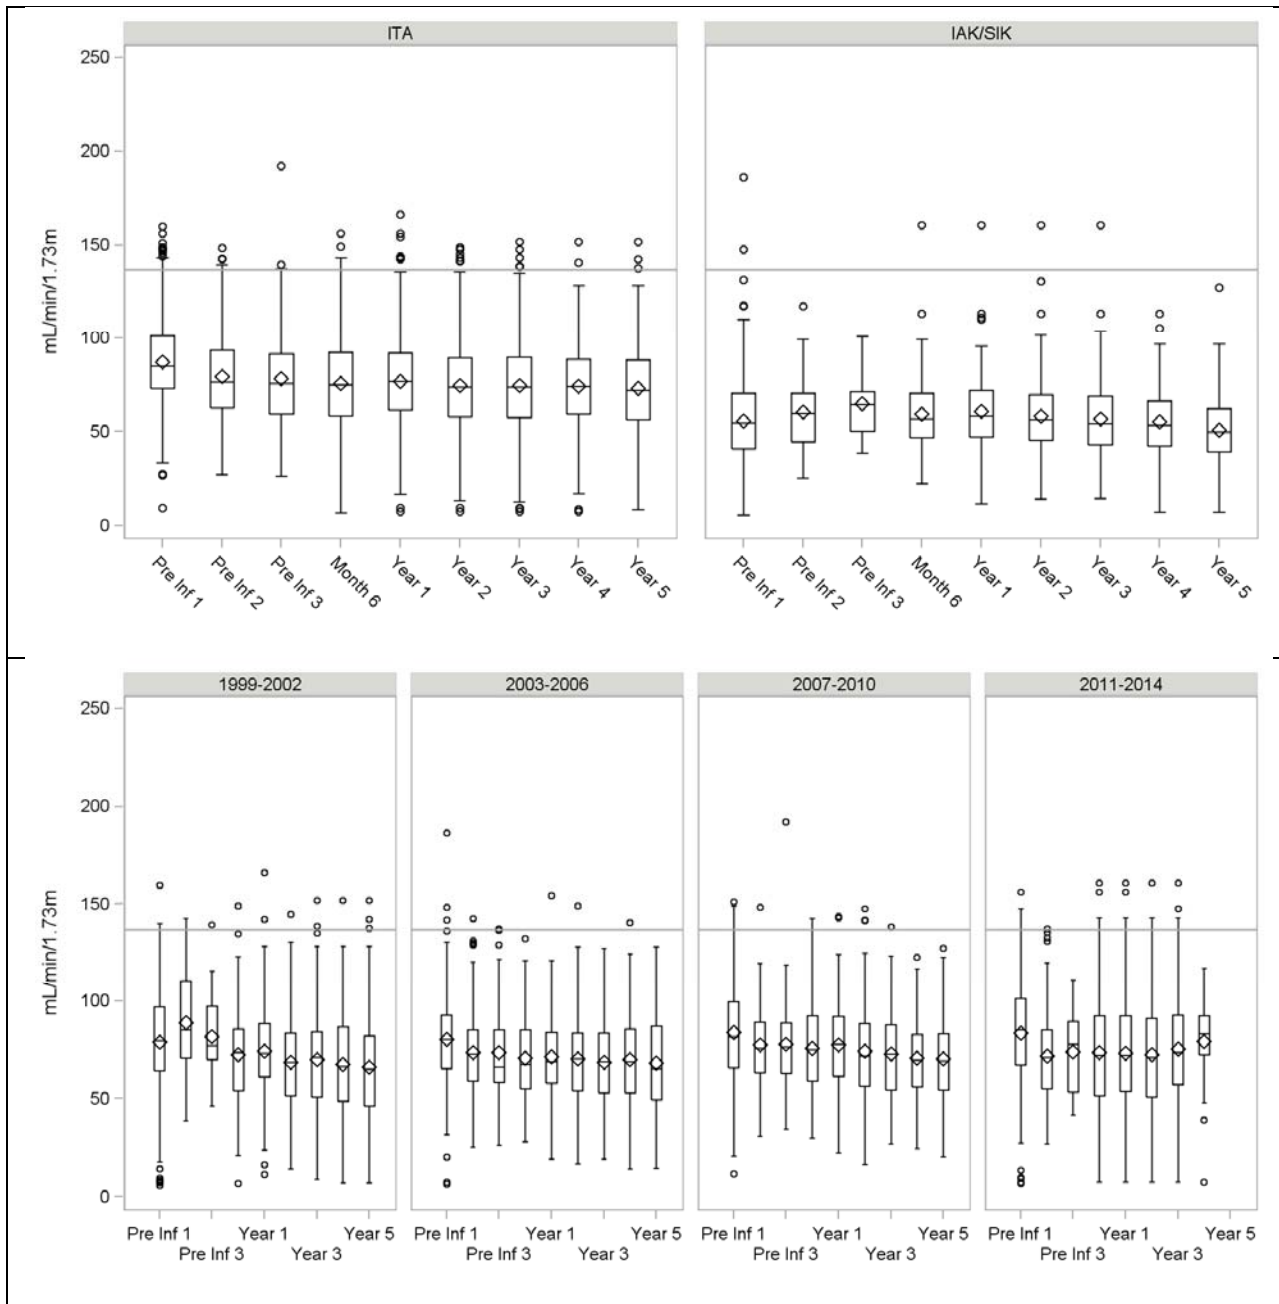 ITA IAK/SIK
250
200
150
100
50
0
mL/min/1.73m
Pre Inf 1 Pre Inf 2 Pre Inf 3 Month 6 Year 1 Year 2 Year 3 Year 4 Year 5 Pre Inf 1 Pre Inf 2 Pre Inf 3 Month 6 Year 1 Year 2 Year 3 Year 4 Year 5
1999-2002 2003-2006 2007-2010 2011-2014
250
200
150
100
50
0
mL/min/1.73m
Pre Inf 1 Year 1 Year 5 Pre Inf 1 Year 1 Year 5 Pre Inf 1 Year 1 Year 5 Pre Inf 1 Year 1 Year 5
Pre Inf 3 Year 3 Pre Inf 3 Year 3 Pre Inf 3 Year 3 Pre Inf 3 Year 3